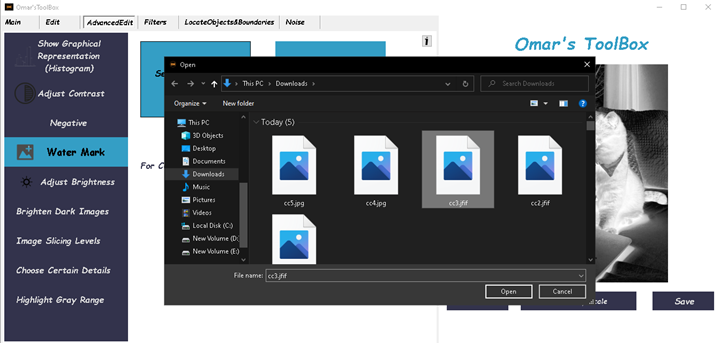 Omar'sToolBox
Main
Edit
AdvancedEdit
Filters
LocateObjects&Boundaries
Noise
Show Graphical
Representation
(Histogram)
Adjust Contrast
Negative
Water Mark
Adjust Brightness
Brighten Dark Images
Image Slicing Levels
Choose Certain Details
Highlight Gray Range
Se
For C
i
Open
This PC > Downloads >
Search Downloads
Organize
New folder
This PC
3D Objects
Desktop
Documents
Downloads
Music
Pictures
Videos
Local Disk (C:)
New Volume (D:
New Volume (E:)
Today (5)
cc5.jpg
cc4.jpg
cc3.jfif
cc2.jfif
File name:
cc3.jfif
Open
Cancel
Omar's ToolBox
Save